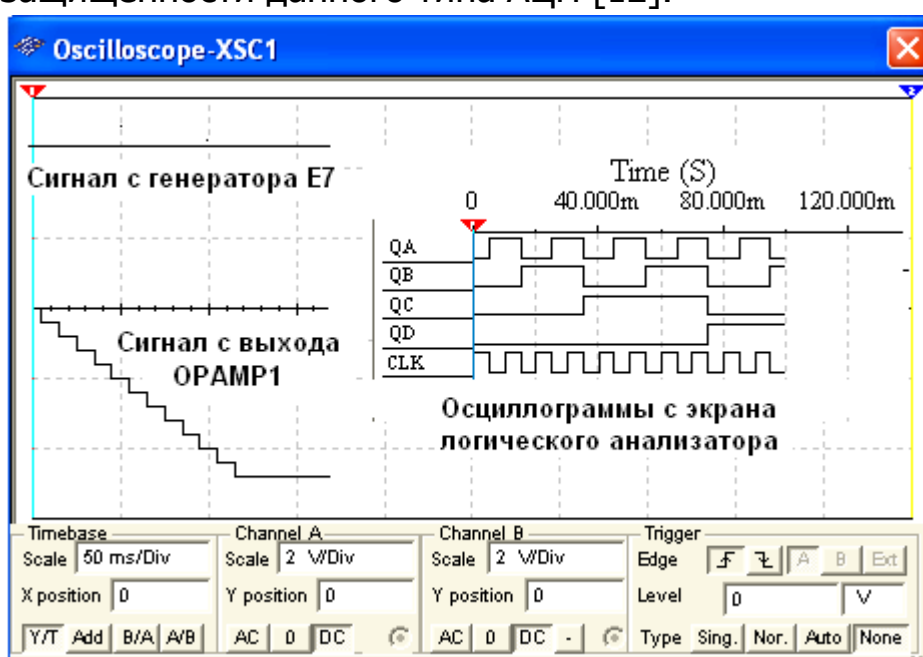 защищенности данного типа АЦП [12].
Oscilloscope-XSC1
1
2
Сигнал с генератора E7
Time (S)
0 40.000m 80.000m 120.000m
QA
QB
QC
QD
CLK
Сигнал с выхода
OPAMP1
Осциллограммы с экрана
логического анализатора
Timebase Channel A Channel B Trigger
Scale 50 ms/Div Scale 2 V/Div Scale 2 V/Div Edge A B Ext
X position 0 Y position 0 Y position 0 Level 0 V
Y/T Add B/A A/B AC 0 DC AC 0 DC - Type Sing. Nor. Auto None